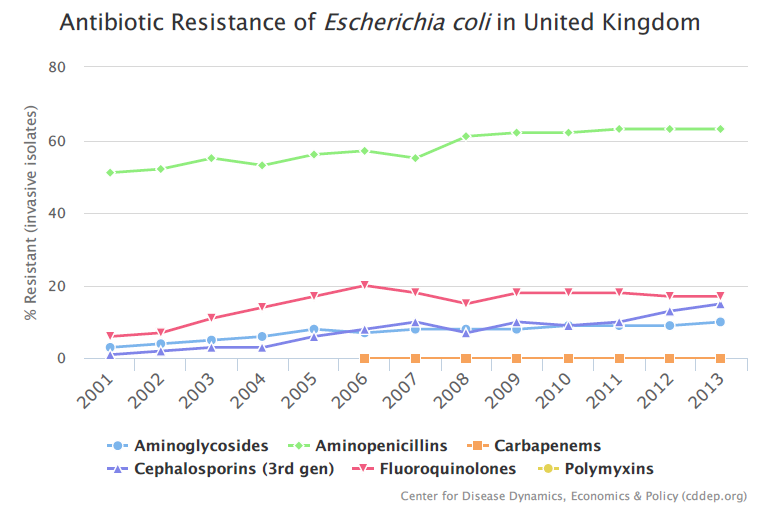 Antibiotic Resistance of Escherichia coli in United Kingdom
% Resistant (invasive isolates)
80
60
40
20
0
2001 2002 2003 2004 2005 2006 2007 2008 2009 2010 2011 2012 2013
Aminoglycosides Aminopenicillins Carbapenems
Cephalosporins (3rd gen) Fluoroquinolones Polymyxins
Center for Disease Dynamics, Economics & Policy (cddep.org)